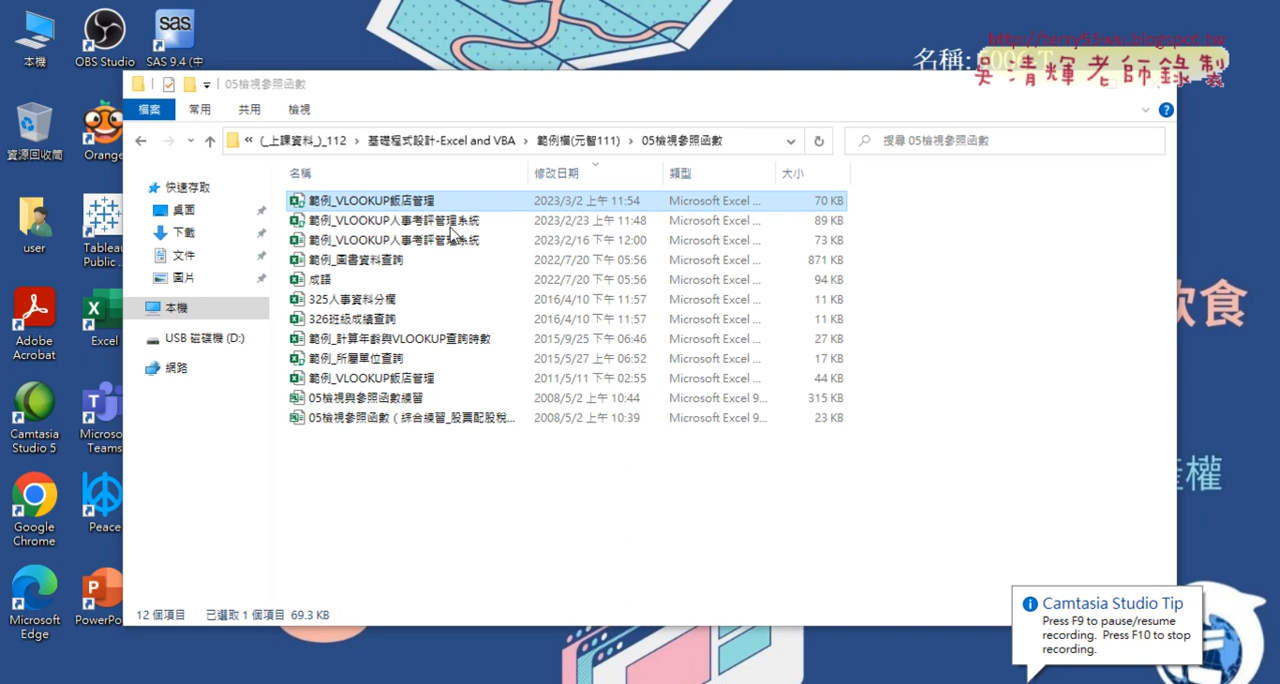 本機
OBS Studio
SAS 9.4 (中
http://terry55wu.blogspot.tw
吳清輝老師錄製
名稱:
05檢視參照函數
檔案
常用
共用
檢視
« (_上課資料_)_112 › 基礎程式設計-Excel and VBA › 範例檔(元智111) › 05檢視參照函數
搜尋 05檢視參照函數
資源回收筒
Orange
名稱
修改日期
類型
大小
快速存取
桌面
下載
文件
圖片
本機
USB 磁碟機 (D:)
網路
範例_VLOOKUP飯店管理 2023/3/2 上午 11:54 Microsoft Excel ... 70 KB
範例_VLOOKUP人事考評管理系統 2023/2/23 上午 11:48 Microsoft Excel ... 89 KB
範例_VLOOKUP人事考評管理系統 2023/2/16 下午 12:00 Microsoft Excel ... 73 KB
範例_圖書資料查詢 2022/7/20 下午 05:56 Microsoft Excel ... 871 KB
成語 2022/7/20 下午 05:56 Microsoft Excel ... 94 KB
325人事資料分欄 2016/4/10 下午 11:57 Microsoft Excel ... 11 KB
326班級成績查詢 2016/4/10 下午 11:57 Microsoft Excel ... 11 KB
範例_計算年齡與VLOOKUP查詢時數 2015/9/25 下午 06:46 Microsoft Excel ... 27 KB
範例_所屬單位查詢 2015/5/27 上午 06:52 Microsoft Excel ... 17 KB
範例_VLOOKUP飯店管理 2011/5/11 下午 02:55 Microsoft Excel ... 44 KB
05檢視與參照函數練習 2008/5/2 上午 10:44 Microsoft Excel 9... 315 KB
05檢視參照函數（綜合練習_股票配股稅... 2008/5/2 上午 10:39 Microsoft Excel 9... 23 KB
user
Tableau
Public ..
Adobe
Acrobat
Excel
Camtasia
Studio 5
Microso
Teams
Google
Chrome
Peace
Microsoft
Edge
PowerPo
飲食
產權
12 個項目
已選取 1 個項目 69.3 KB
Camtasia Studio Tip
Press F9 to pause/resume
recording. Press F10 to stop
recording.